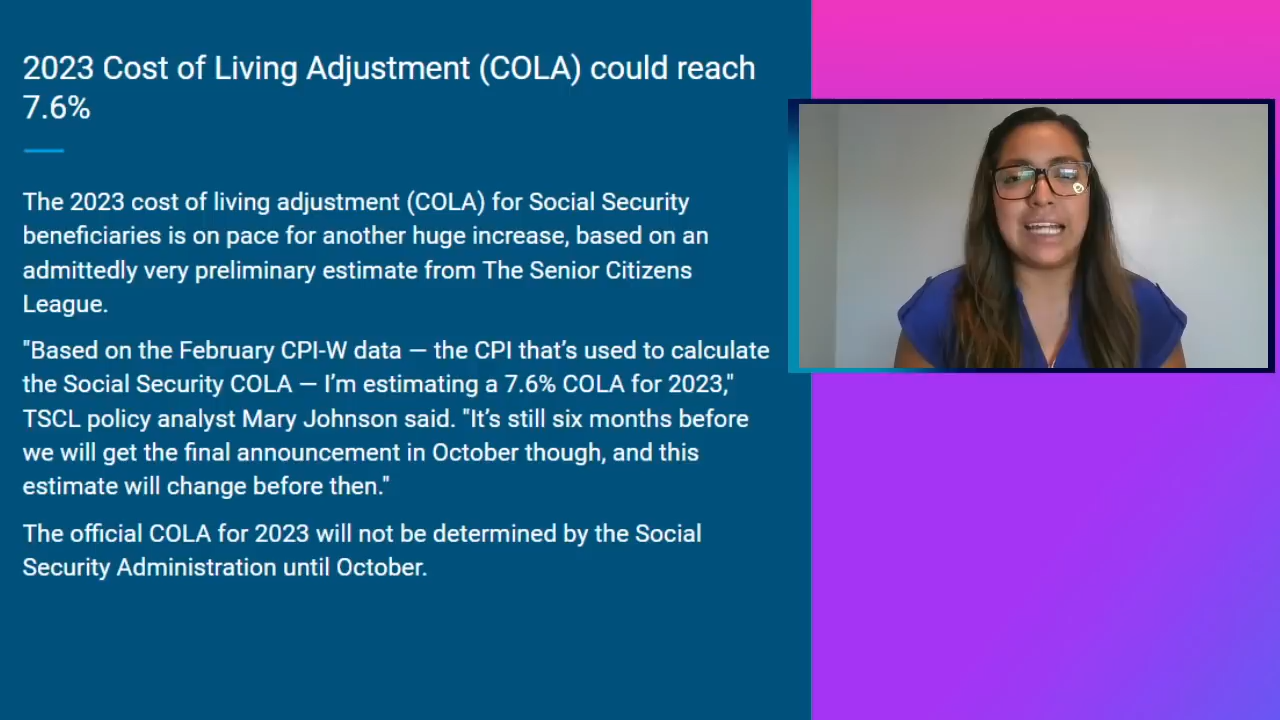 2023 Cost of Living Adjustment (COLA) could reach
7.6%
The 2023 cost of living adjustment (COLA) for Social Security
beneficiaries is on pace for another huge increase, based on an
admittedly very preliminary estimate from The Senior Citizens
League.
"Based on the February CPI-W data — the CPI that’s used to calculate
the Social Security COLA — I’m estimating a 7.6% COLA for 2023,"
TSCL policy analyst Mary Johnson said. "It’s still six months before
we will get the final announcement in October though, and this
estimate will change before then."
The official COLA for 2023 will not be determined by the Social
Security Administration until October.